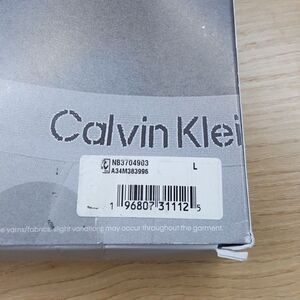 Calvin Klei
NB3704903
L
A34M383996
1 96807 31112 5
e yarns/fabrics, slight variations may occur throughout the garment.